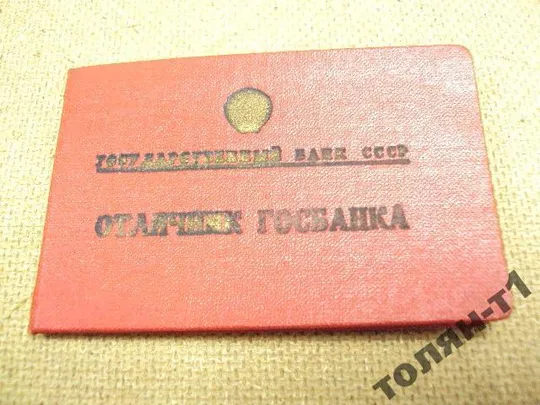 ГОСУДАРСТВЕННЫЙ БАНК СССР
ОТЛИЧНИК ГОСБАНКА
ТОЛЯН-Т1